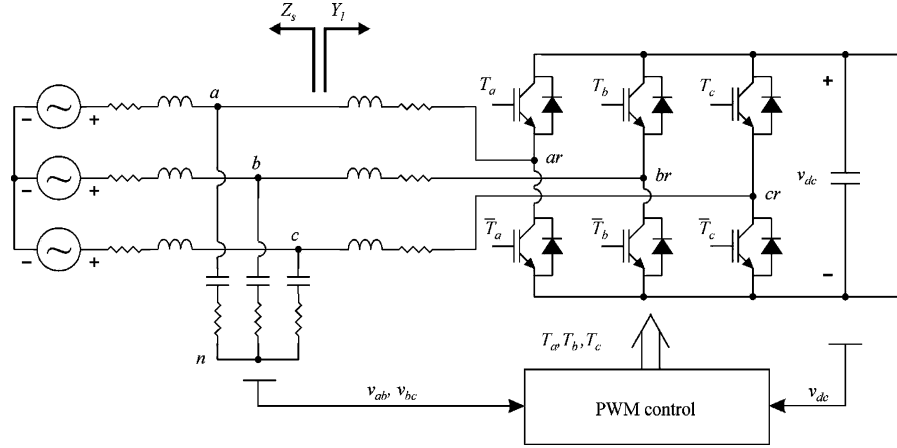 Z_s Y_l
a
b
c
n
T_a T_b T_c
ar
br
cr
T̅_a T̅_b T̅_c
v_dc
T_a, T_b, T_c
v_ab, v_bc
PWM control
v_dc
− + − + − +
+
−